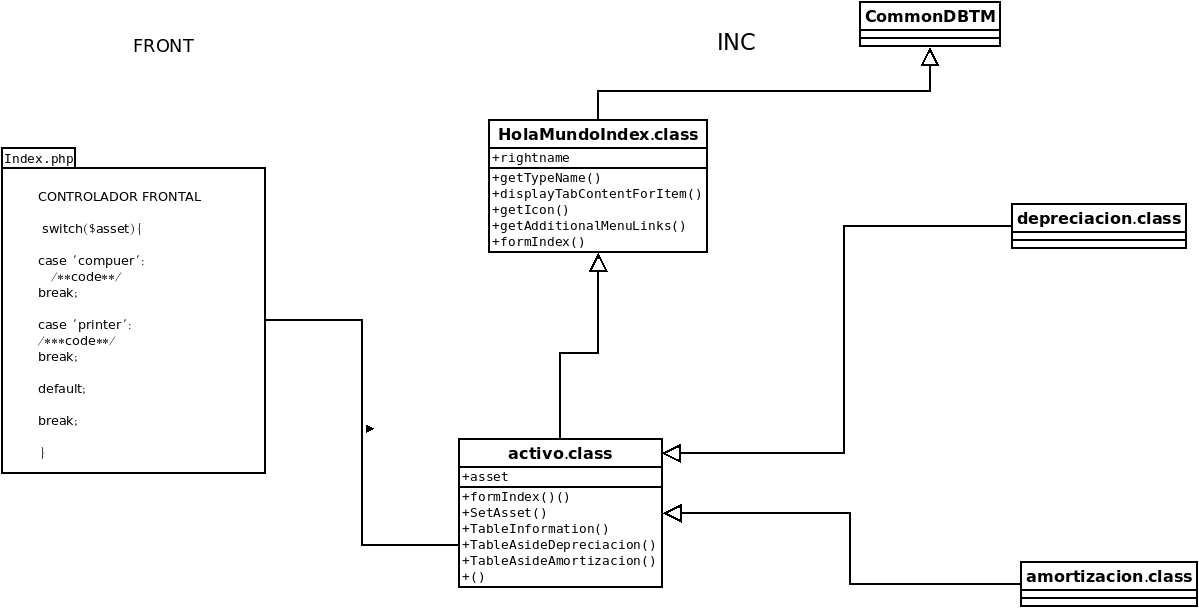 FRONT
INC
CommonDBTM
HolaMundoIndex.class
+rightname
+getTypeName()
+displayTabContentForItem()
+getIcon()
+getAdditionalMenuLinks()
+formIndex()
Index.php
CONTROLADOR FRONTAL
switch($asset){
case 'compuer':
/**code**/
break;
case 'printer':
/***code**/
break;
default;
break;
}
depreciacion.class
activo.class
+asset
+formIndex()()
+SetAsset()
+TableInformation()
+TableAsideDepreciacion()
+TableAsideAmortizacion()
+()
amortizacion.class